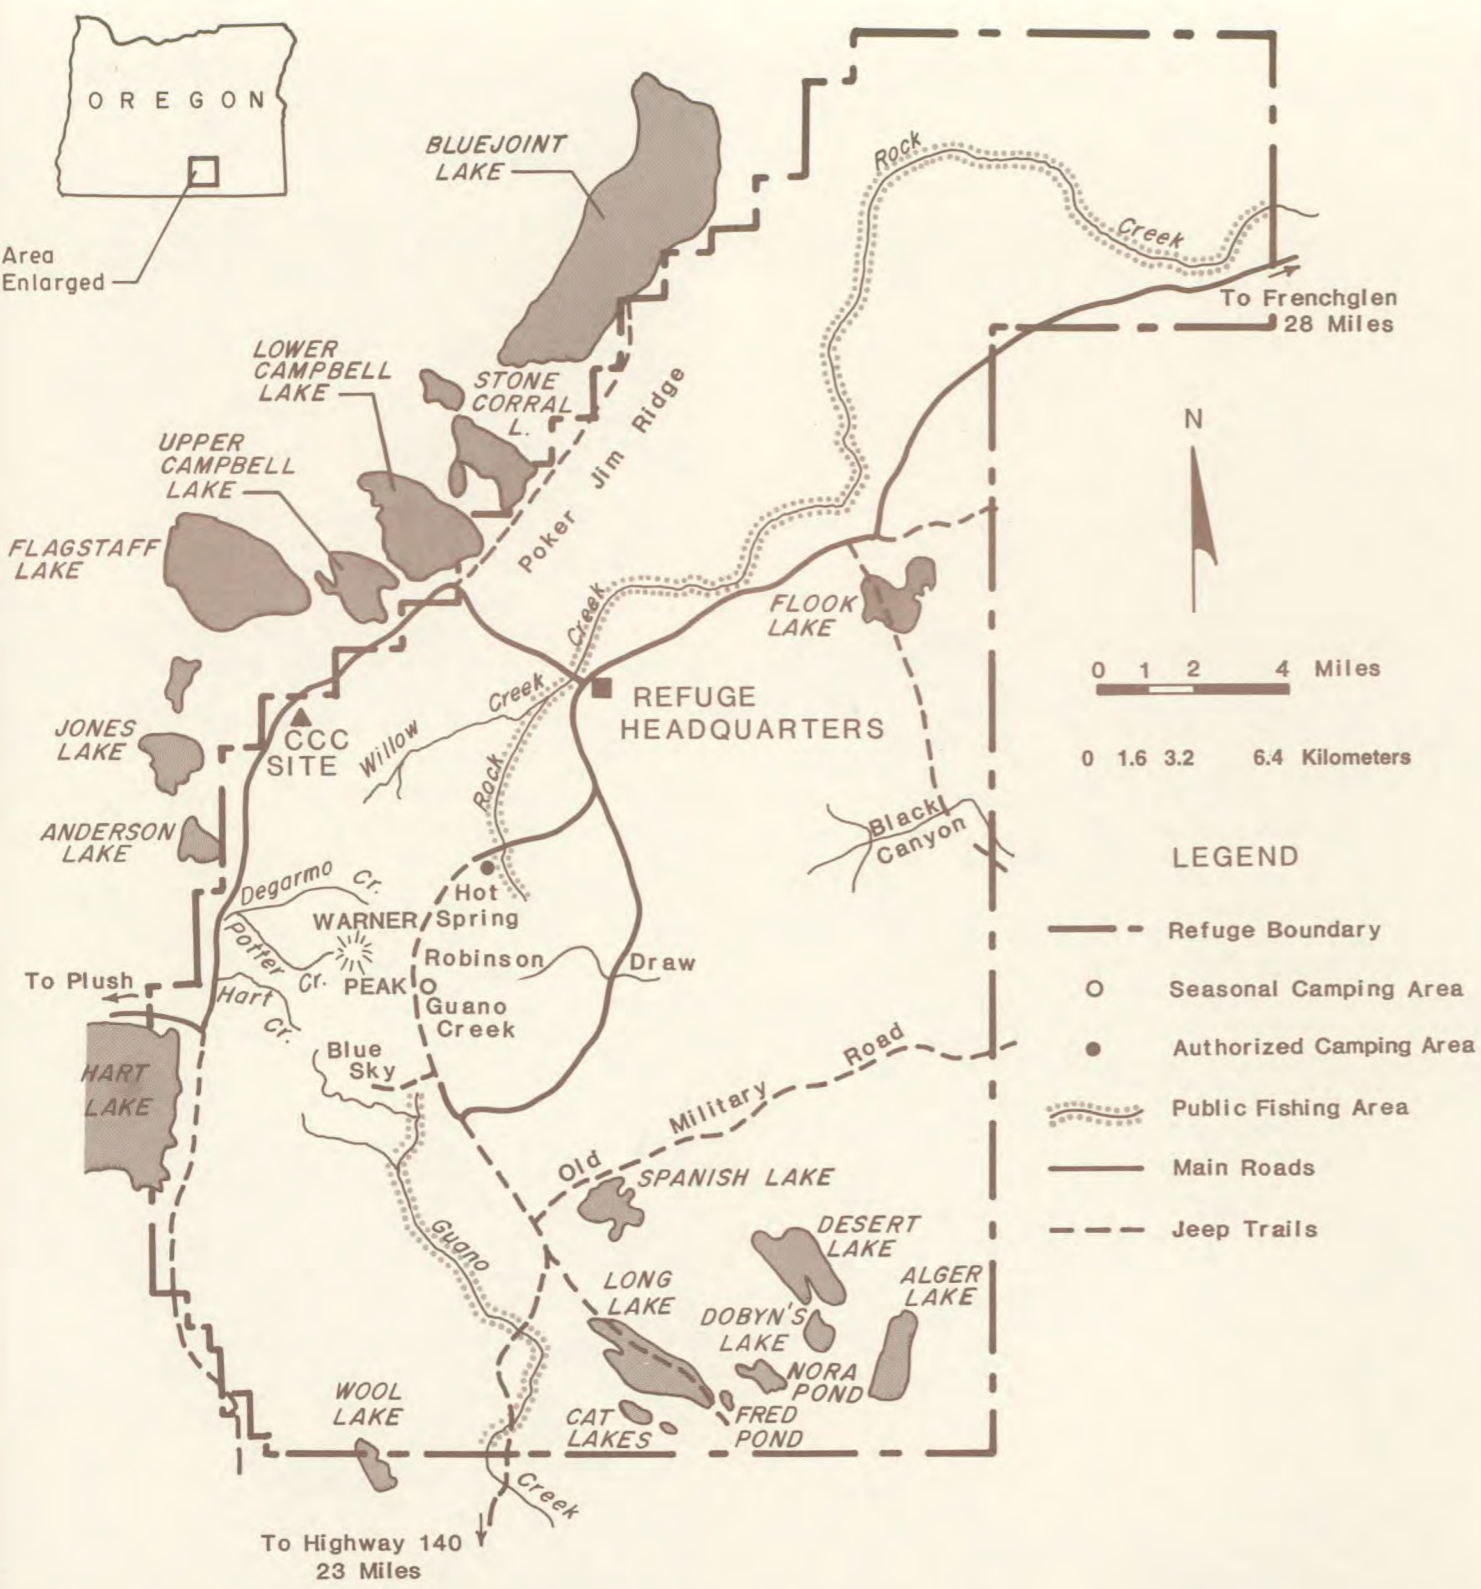 OREGON
Area
Enlarged
BLUEJOINT
LAKE
Rock
Creek
To Frenchglen
28 Miles
LOWER
CAMPBELL
LAKE
STONE
CORRAL
L.
Poker Jim Ridge
UPPER
CAMPBELL
LAKE
FLAGSTAFF
LAKE
N
FLOOK
LAKE
Creek
0 1 2 4 Miles
0 1.6 3.2 6.4 Kilometers
REFUGE
HEADQUARTERS
Willow Creek
Rock
JONES
LAKE
CCC
SITE
ANDERSON
LAKE
Black
Canyon
LEGEND
Refuge Boundary
Seasonal Camping Area
Authorized Camping Area
Public Fishing Area
Main Roads
Jeep Trails
Degarmo Cr.
Hot
Spring
WARNER
PEAK
Potter Cr.
Robinson Draw
To Plush
Hart
Cr.
Guano
Creek
Blue
Sky
HART
LAKE
Old Military Road
SPANISH LAKE
Guano
DESERT
LAKE
ALGER
LAKE
LONG
LAKE
DOBYN'S
LAKE
NORA
POND
WOOL
LAKE
CAT
LAKES
FRED
POND
Creek
To Highway 140
23 Miles